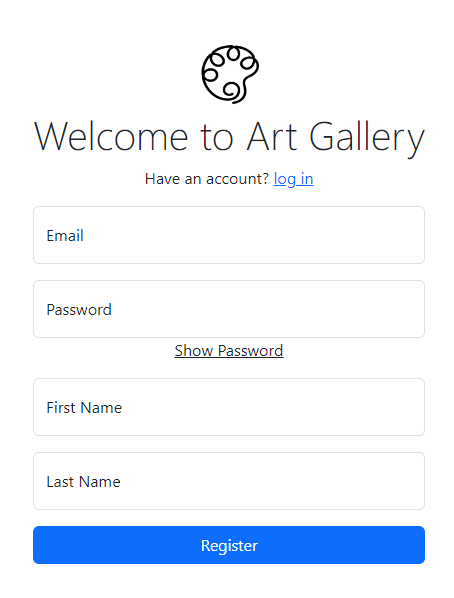 Welcome to Art Gallery
Have an account? log in
Email
Password
Show Password
First Name
Last Name
Register